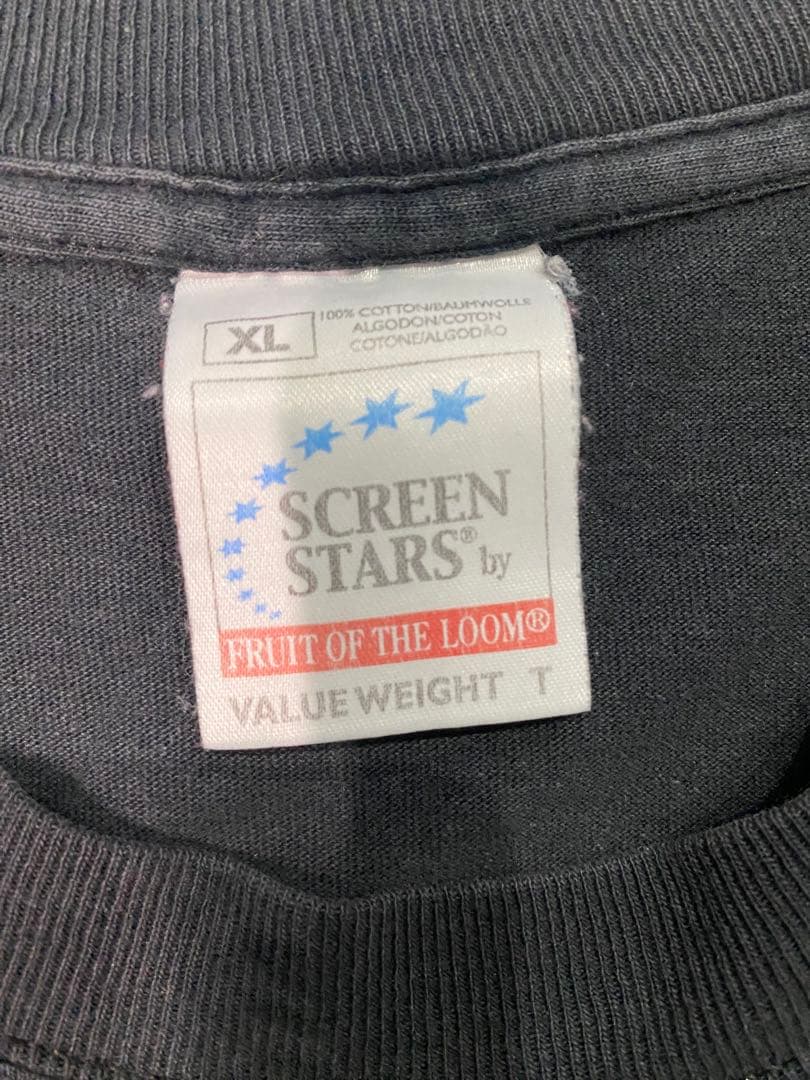 XL
100% COTTON/BAUMWOLLE
ALGODON/COTON
COTONE/ALGODÃO
SCREEN
STARS® by
FRUIT OF THE LOOM®
VALUE WEIGHT T